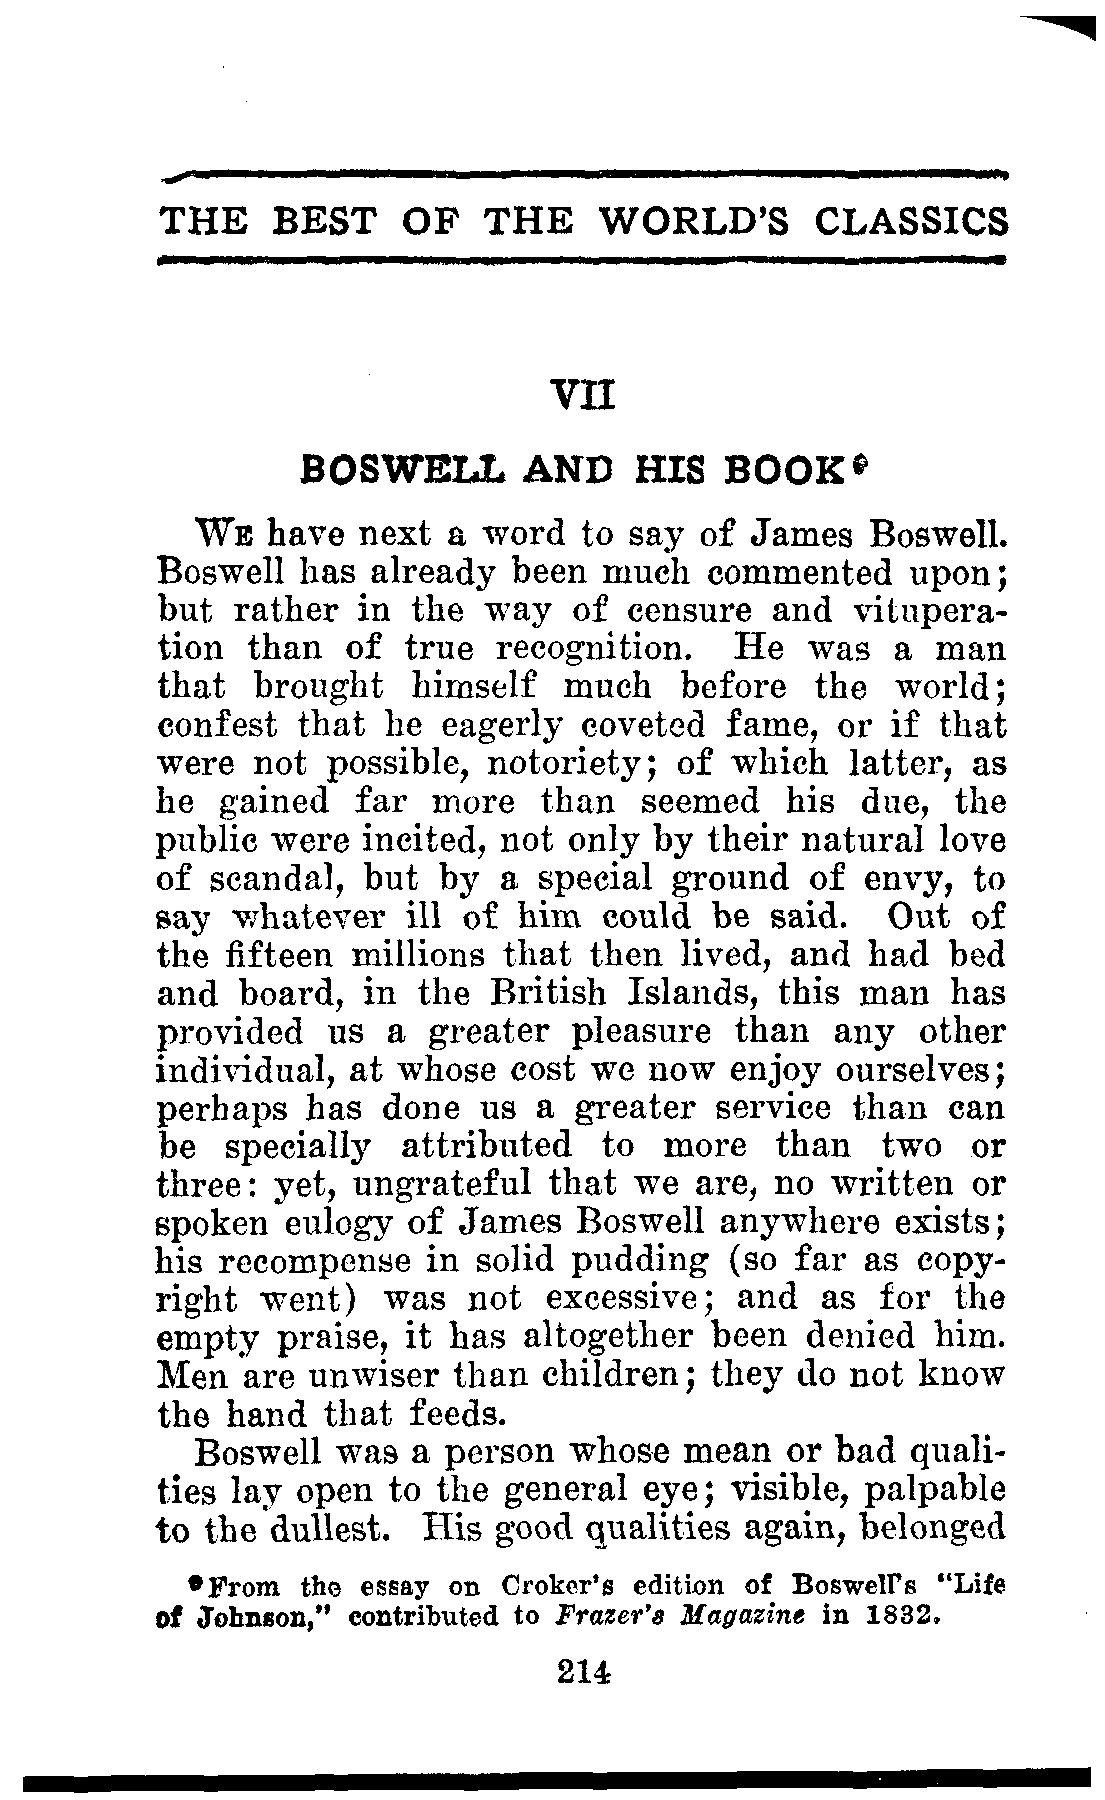 THE BEST OF THE WORLD'S CLASSICS
VII
BOSWELL AND HIS BOOK⁹
WE have next a word to say of James Boswell.
Boswell has already been much commented upon;
but rather in the way of censure and vitupera-
tion than of true recognition. He was a man
that brought himself much before the world;
confest that he eagerly coveted fame, or if that
were not possible, notoriety; of which latter, as
he gained far more than seemed his due, the
public were incited, not only by their natural love
of scandal, but by a special ground of envy, to
say whatever ill of him could be said. Out of
the fifteen millions that then lived, and had bed
and board, in the British Islands, this man has
provided us a greater pleasure than any other
individual, at whose cost we now enjoy ourselves;
perhaps has done us a greater service than can
be specially attributed to more than two or
three: yet, ungrateful that we are, no written or
spoken eulogy of James Boswell anywhere exists;
his recompense in solid pudding (so far as copy-
right went) was not excessive; and as for the
empty praise, it has altogether been denied him.
Men are unwiser than children; they do not know
the hand that feeds.
Boswell was a person whose mean or bad quali-
ties lay open to the general eye; visible, palpable
to the dullest. His good qualities again, belonged
⁹From the essay on Croker's edition of Boswell's "Life
of Johnson," contributed to Frazer's Magazine in 1832.
214